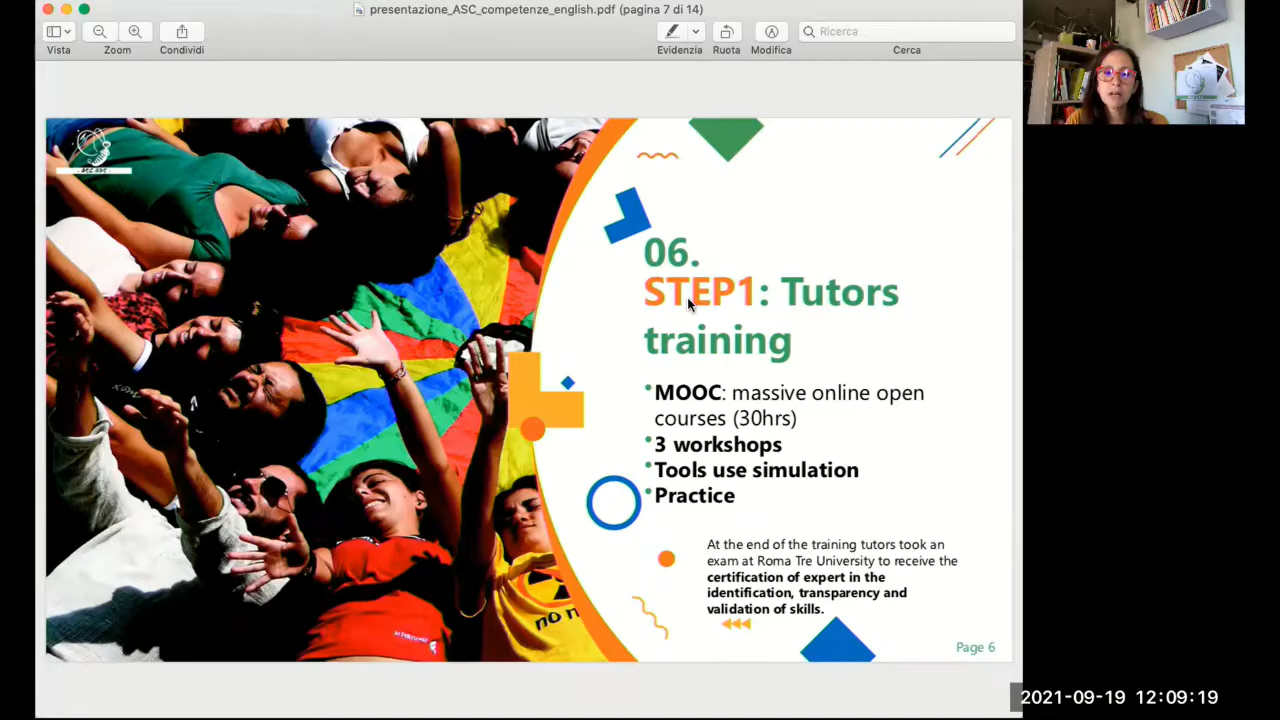 presentazione_ASC_competenze_english.pdf (pagina 7 di 14)
Vista
Zoom
Condividi
Evidenzia
Ruota
Modifica
Ricerca
Cerca
06.
STEP1: Tutors
training
MOOC: massive online open
courses (30hrs)
3 workshops
Tools use simulation
Practice
At the end of the training tutors took an
exam at Roma Tre University to receive the
certification of expert in the
identification, transparency and
validation of skills.
Page 6
no n
2021-09-19 12:09:19